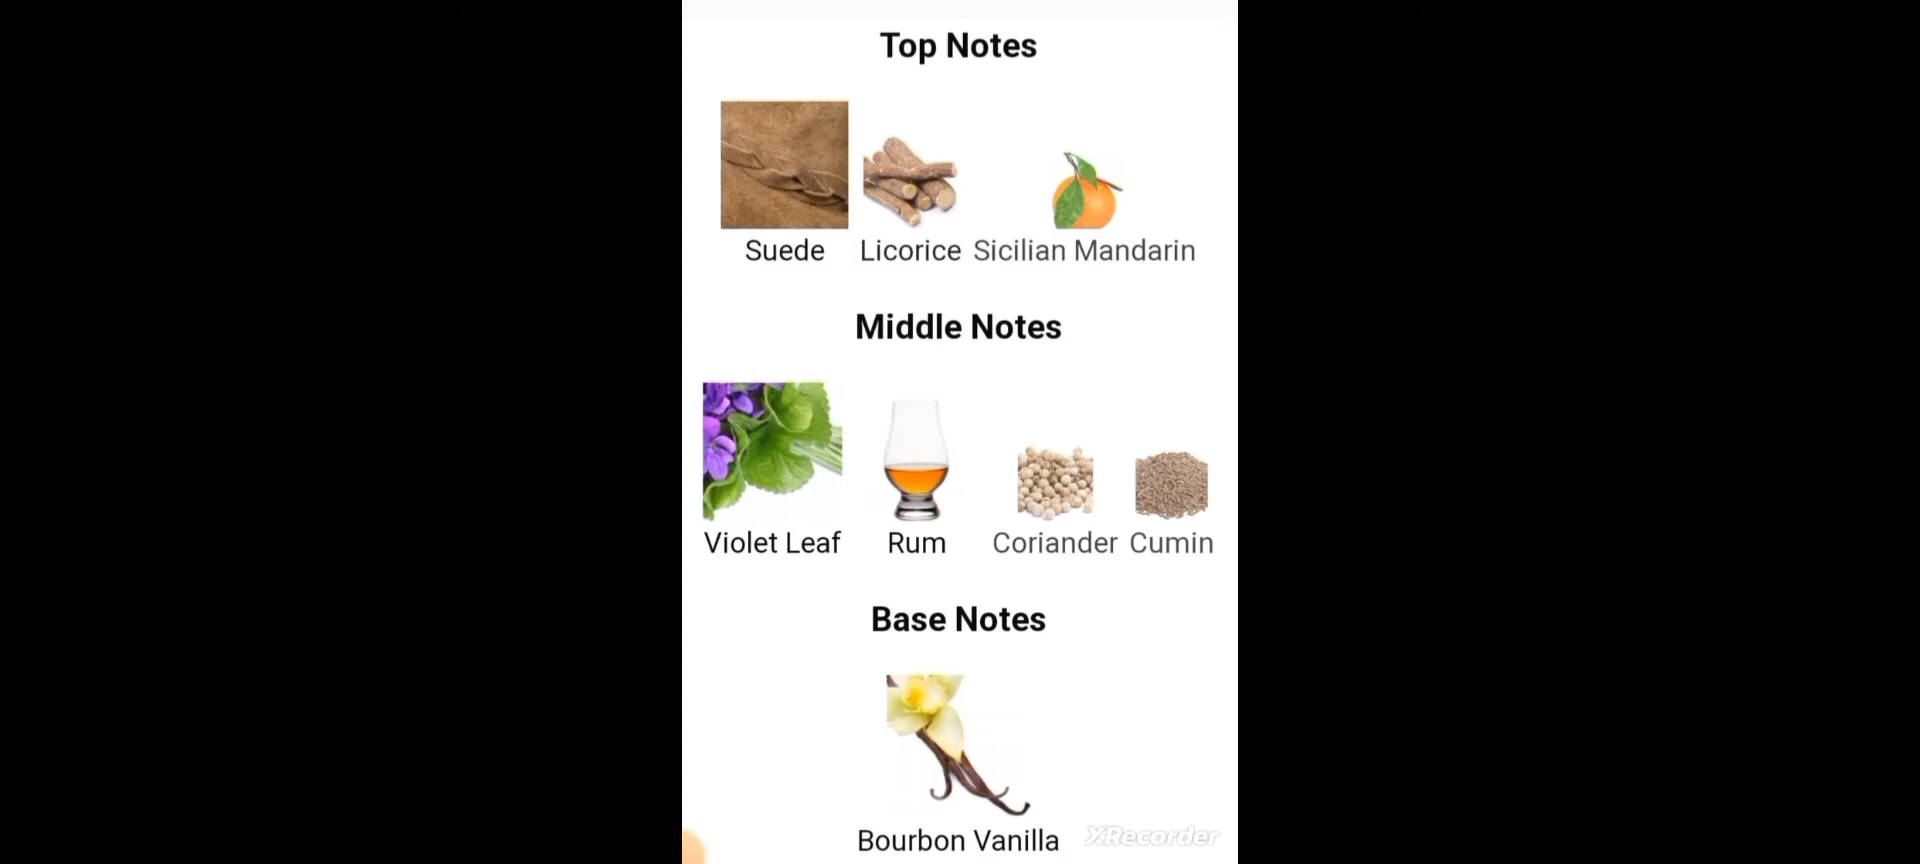 Top Notes
Suede Licorice Sicilian Mandarin
Middle Notes
Violet Leaf Rum Coriander Cumin
Base Notes
Bourbon Vanilla
XRecorder